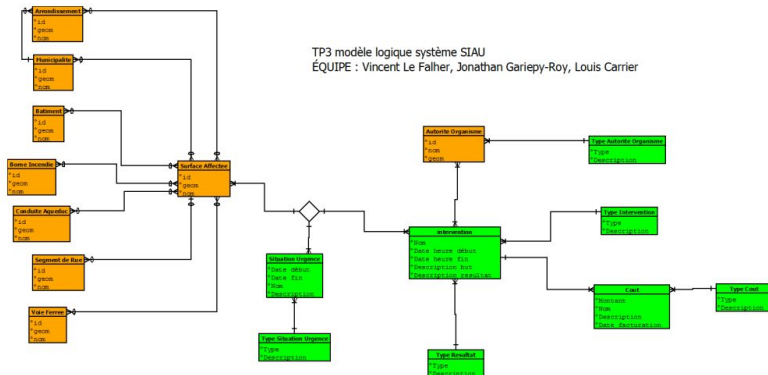 TP3 modèle logique système SIAU
ÉQUIPE : Vincent Le Falher, Jonathan Gariepy-Roy, Louis Carrier
Arrondissement
*id
*geom
*nom
Municipalite
*id
*geom
*nom
Batiment
*id
*geom
*nom
Borne Incendie
*id
*geom
*nom
Conduite Aqueduc
*id
*geom
*nom
Segment de Rue
*id
*geom
*nom
Voie Ferree
*id
*geom
*nom
Surface Affectee
*id
*geom
*nom
Situation Urgence
*Date début
*Date fin
*Nom
*Description
Type Situation Urgence
*Type
*Description
Autorite Organisme
*id
*nom
*geom
Type Autorite Organisme
*Type
*Description
Intervention
*Nom
*Date heure début
*Date heure fin
*Description but
*Description resultat
Type Intervention
*Type
*Description
Cout
*Montant
*Nom
*Description
*Date facturation
Type Cout
*Type
*Description
Type Resultat
*Type
*Description